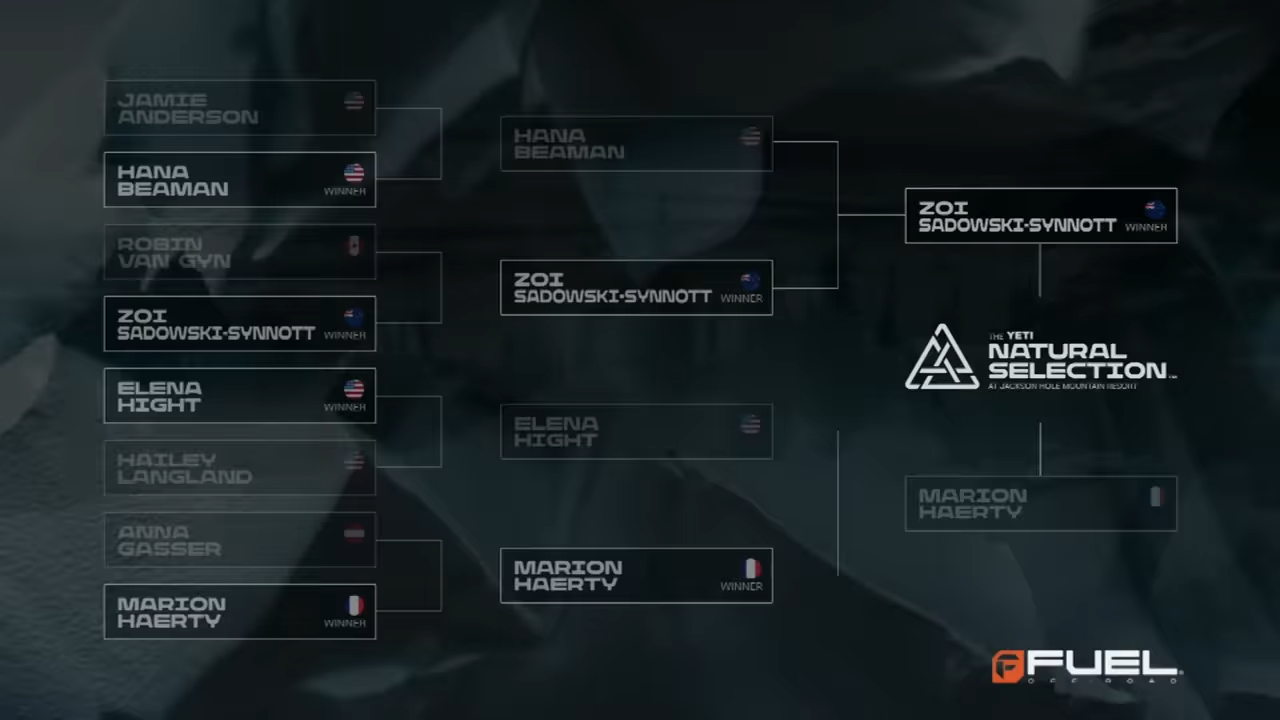 JAMIE
ANDERSON
HANA
BEAMAN
WINNER
ROBIN
VAN GYN
ZOI
SADOWSKI-SYNNOTT
WINNER
ELENA
HIGHT
WINNER
HAILEY
LANGLAND
ANNA
GASSER
MARION
HAERTY
WINNER
HANA
BEAMAN
ZOI
SADOWSKI-SYNNOTT
WINNER
ELENA
HIGHT
MARION
HAERTY
WINNER
ZOI
SADOWSKI-SYNNOTT
WINNER
THE YETI
NATURAL
SELECTION
AT JACKSON HOLE MOUNTAIN RESORT
MARION
HAERTY
FUEL
OFF-ROAD